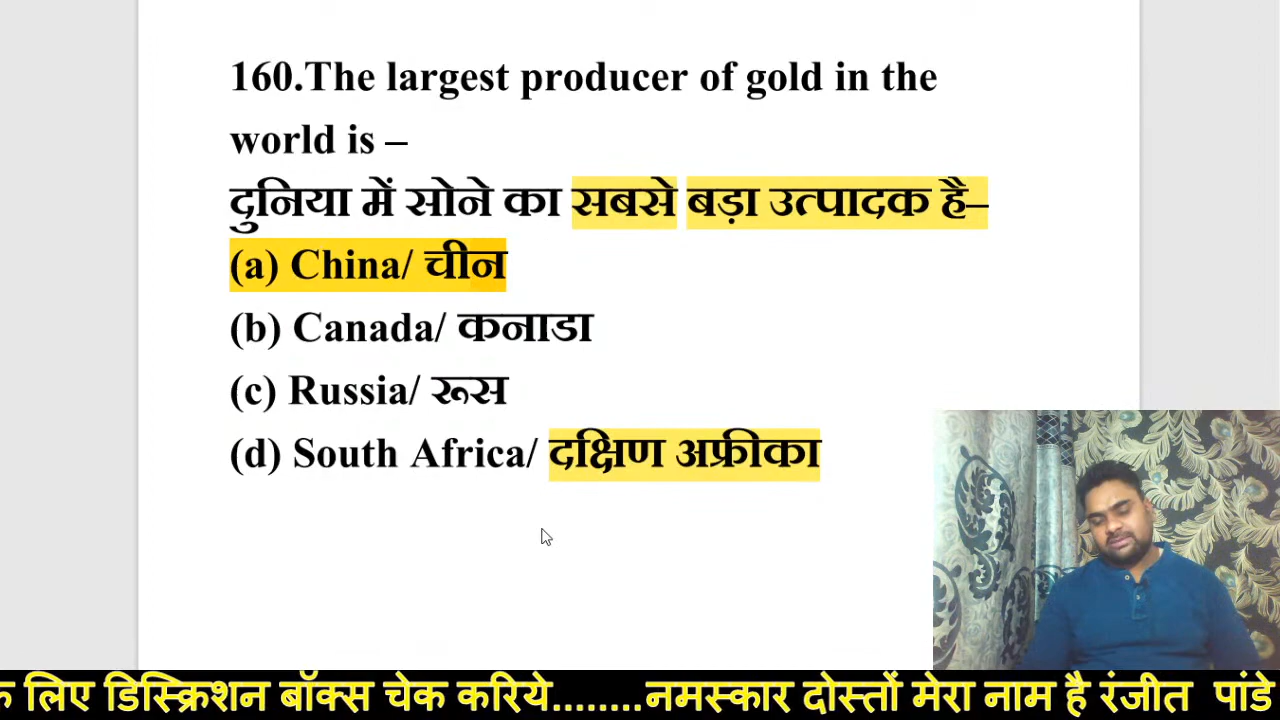 160.The largest producer of gold in the
world is –
दुनिया में सोने का सबसे बड़ा उत्पादक है–
(a) China/ चीन
(b) Canada/ कनाडा
(c) Russia/ रूस
(d) South Africa/ दक्षिण अफ्रीका
लिए डिस्क्रिशन बॉक्स चेक करिये........नमस्कार दोस्तों मेरा नाम है रंजीत पांडे